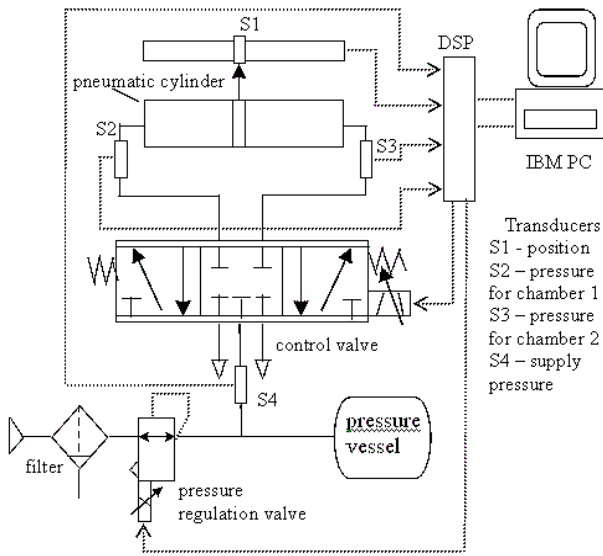 S1
DSP
pneumatic cylinder
S2
S3
IBM PC
Transducers
S1 - position
S2 - pressure
for chamber 1
S3 - pressure
for chamber 2
S4 – supply
pressure
control valve
S4
pressure
vessel
filter
pressure
regulation valve